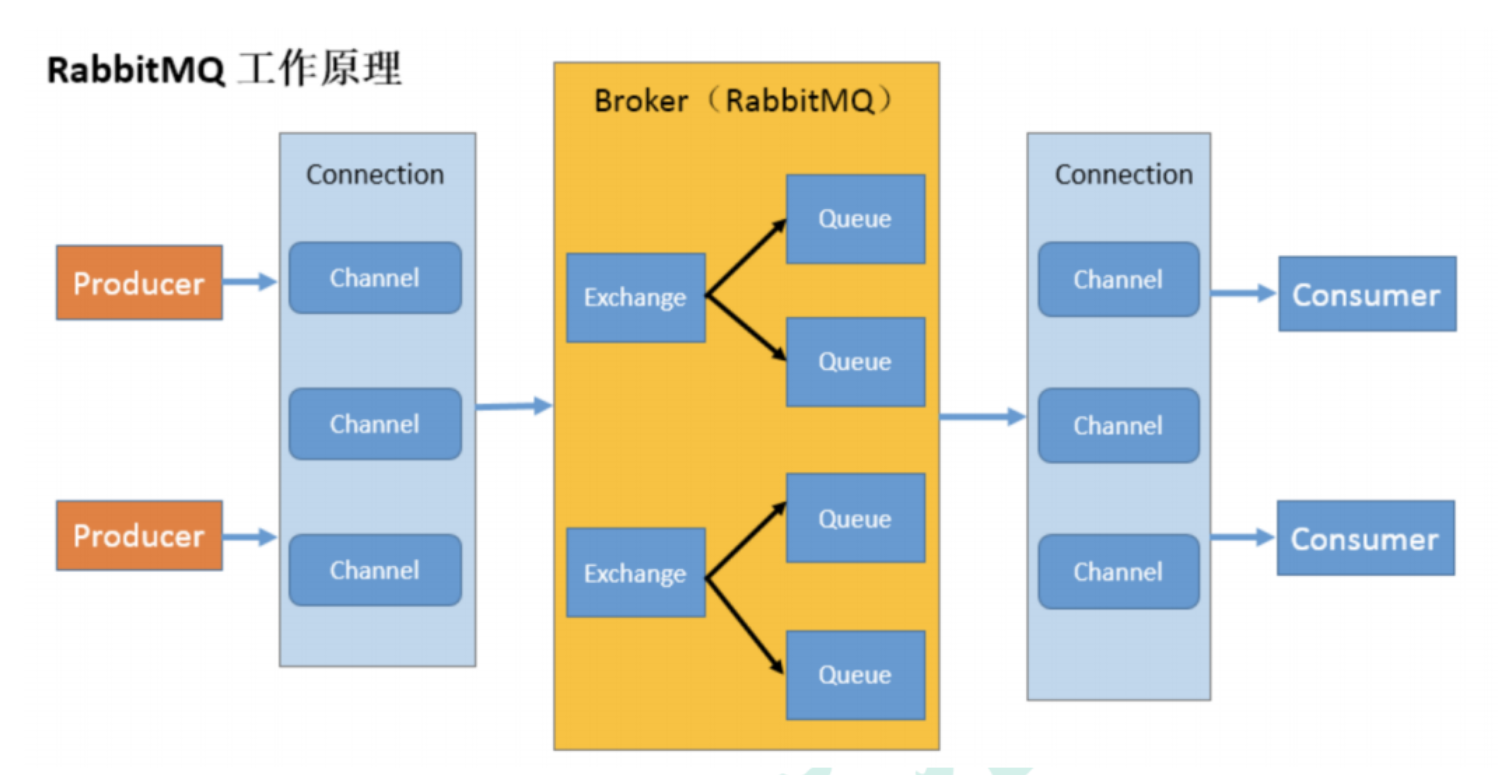 RabbitMQ 工作原理
Broker（RabbitMQ）
Connection
Connection
Producer
Channel
Exchange
Queue
Queue
Channel
Consumer
Channel
Channel
Producer
Channel
Exchange
Queue
Queue
Channel
Consumer